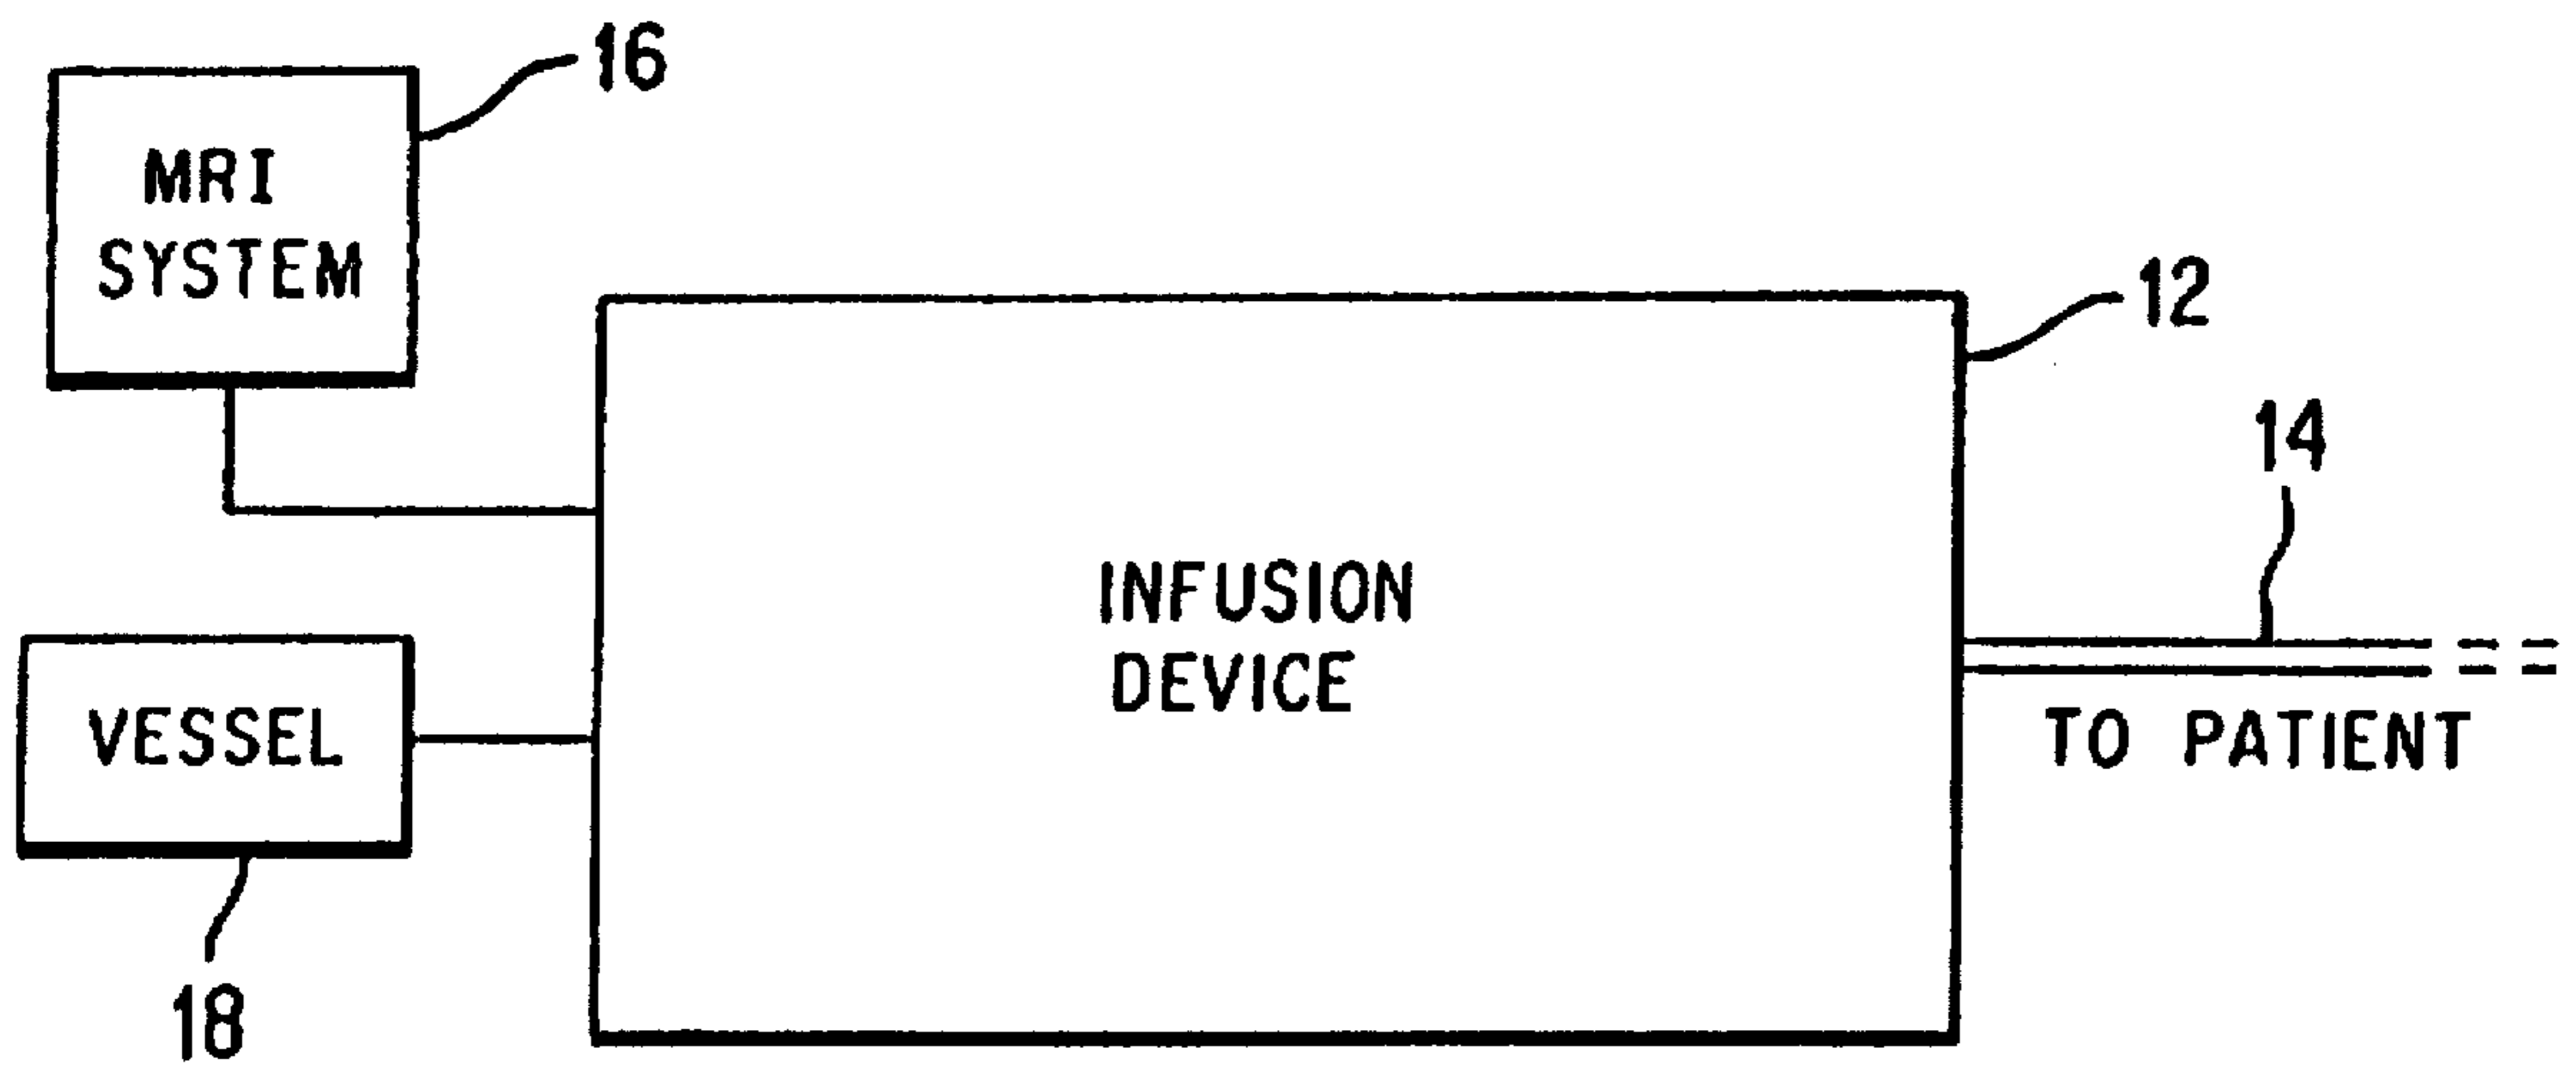 16
MRI
SYSTEM
12
14
INFUSION
DEVICE
VESSEL
TO PATIENT
18